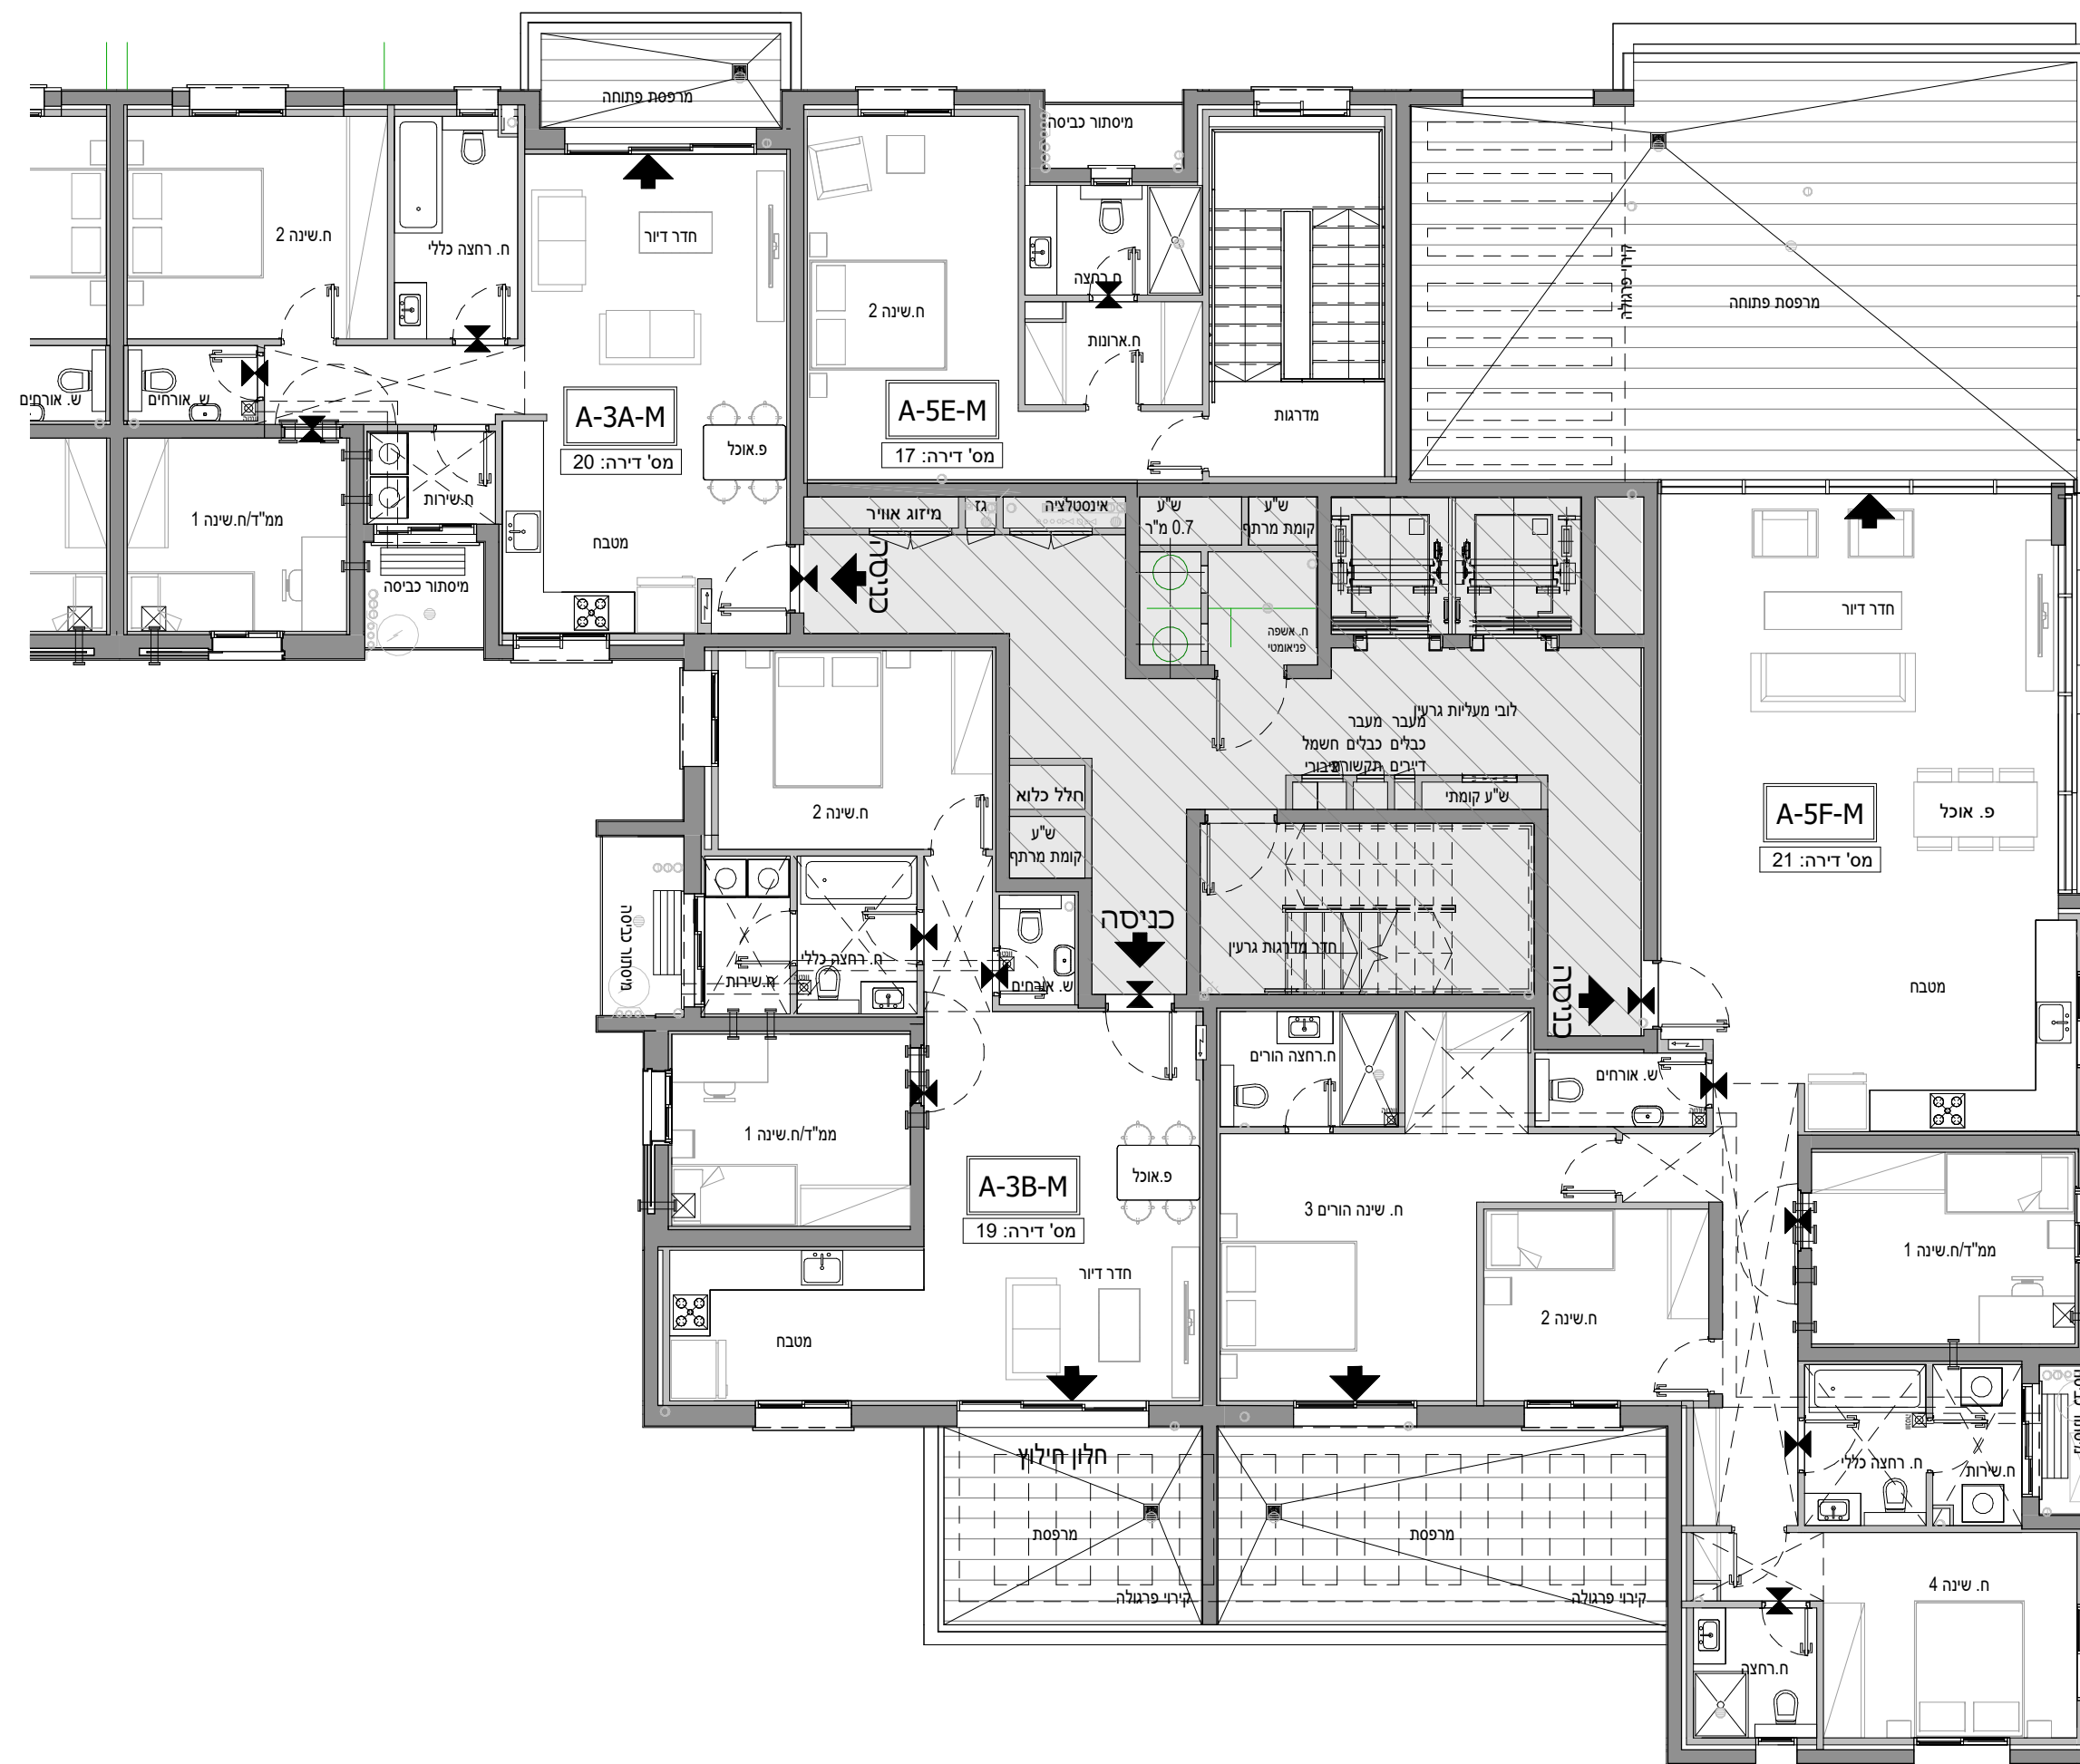 מרפסת פתוחה
ח.שינה 2
ח. רחצה כללי
חדר דיור
ש. אורחים
ש. אורחים
A-3A-M
מס' דירה: 20
פ.אוכל
ח.שירות
ממ"ד/ח.שינה 1
מטבח
מיסתור כביסה
כניסה
מיסתור כביסה
ח.רחצה
ח.שינה 2
ח.ארונות
A-5E-M
מס' דירה: 17
מדרגות
מרפסת פתוחה
קירוי פרגולה
מיזוג אוויר
גז
אינסטלציה
ש"ע
0.7 מ"ר
ש"ע
קומת מרתף
ח. אשפה
פניאומטי
לובי מעליות גרעין
מעבר
כבלים
דיירים
מעבר
כבלים
תקשורת
חשמל
ציבורי
ש"ע קומתי
חלל כלוא
ש"ע
קומת מרתף
כניסה
חדר מדרגות גרעין
כניסה
חדר דיור
A-5F-M
מס' דירה: 21
פ. אוכל
מטבח
ח.שינה 2
מיסתור כביסה
ח.שירות
ח. רחצה כללי
ש. אורחים
ממ"ד/ח.שינה 1
A-3B-M
מס' דירה: 19
פ.אוכל
חדר דיור
מטבח
חלון חילוץ
מרפסת
קירוי פרגולה
ח.רחצה הורים
ש. אורחים
ח. שינה הורים 3
ח.שינה 2
מרפסת
קירוי פרגולה
ממ"ד/ח.שינה 1
ח. רחצה כללי
ח.שירות
ח. שינה 4
ח.רחצה